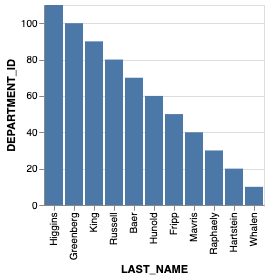 DEPARTMENT_ID
100
80
60
40
20
0
Higgins
Greenberg
King
Russell
Baer
Hunold
Fripp
Mavris
Raphaely
Hartstein
Whalen
LAST_NAME